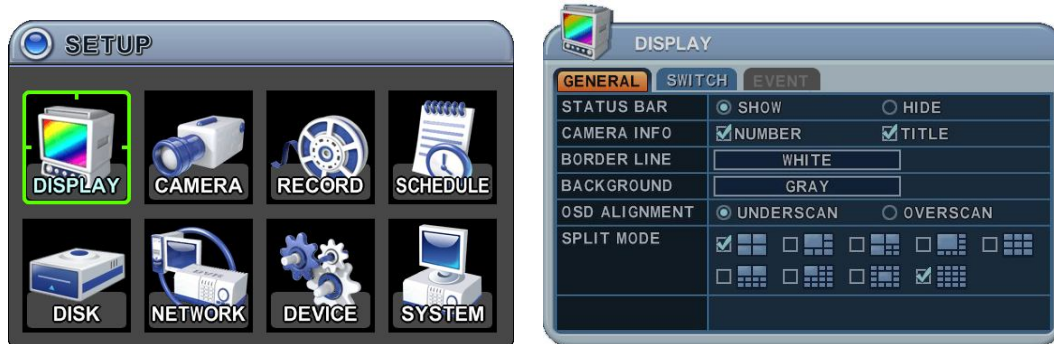 SETUP
DISPLAY CAMERA RECORD SCHEDULE
DISK NETWORK DEVICE SYSTEM
DISPLAY
GENERAL SWITCH EVENT
STATUS BAR SHOW HIDE
CAMERA INFO NUMBER TITLE
BORDER LINE WHITE
BACKGROUND GRAY
OSD ALIGNMENT UNDERSCAN OVERSCAN
SPLIT MODE